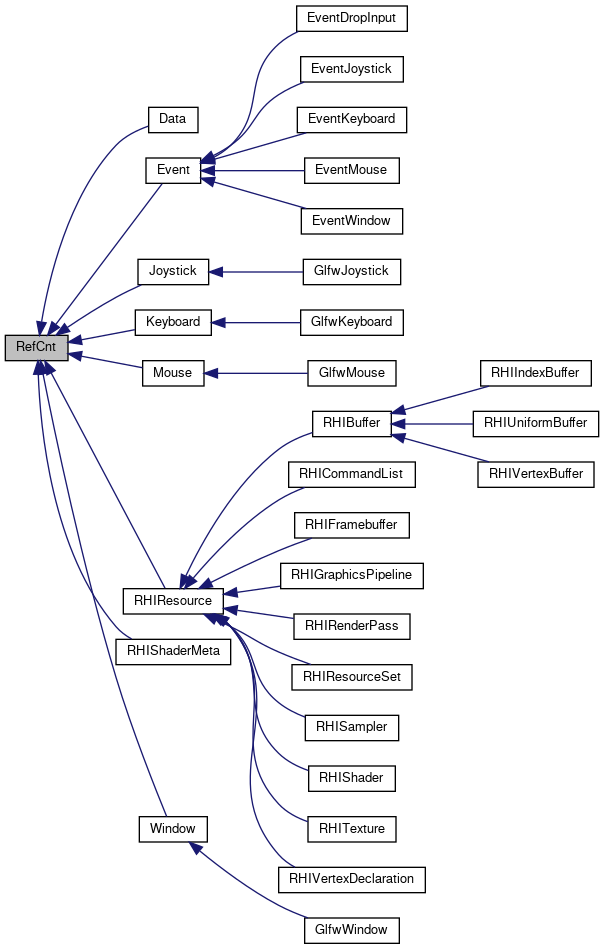 EventDropInput
EventJoystick
Data
EventKeyboard
Event
EventMouse
EventWindow
Joystick
GlfwJoystick
Keyboard
GlfwKeyboard
RefCnt
Mouse
GlfwMouse
RHIIndexBuffer
RHIBuffer
RHIUniformBuffer
RHIVertexBuffer
RHICommandList
RHIFramebuffer
RHIGraphicsPipeline
RHIResource
RHIRenderPass
RHIShaderMeta
RHIResourceSet
RHISampler
RHIShader
Window
RHITexture
RHIVertexDeclaration
GlfwWindow